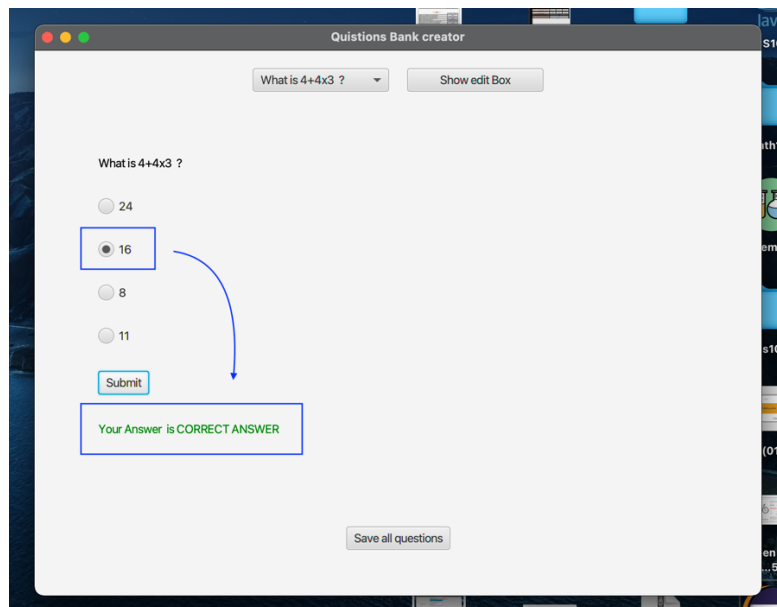 Quistions Bank creator
What is 4+4x3 ?
Show edit Box
What is 4+4x3 ?
24
16
8
11
Submit
Your Answer is CORRECT ANSWER
Save all questions